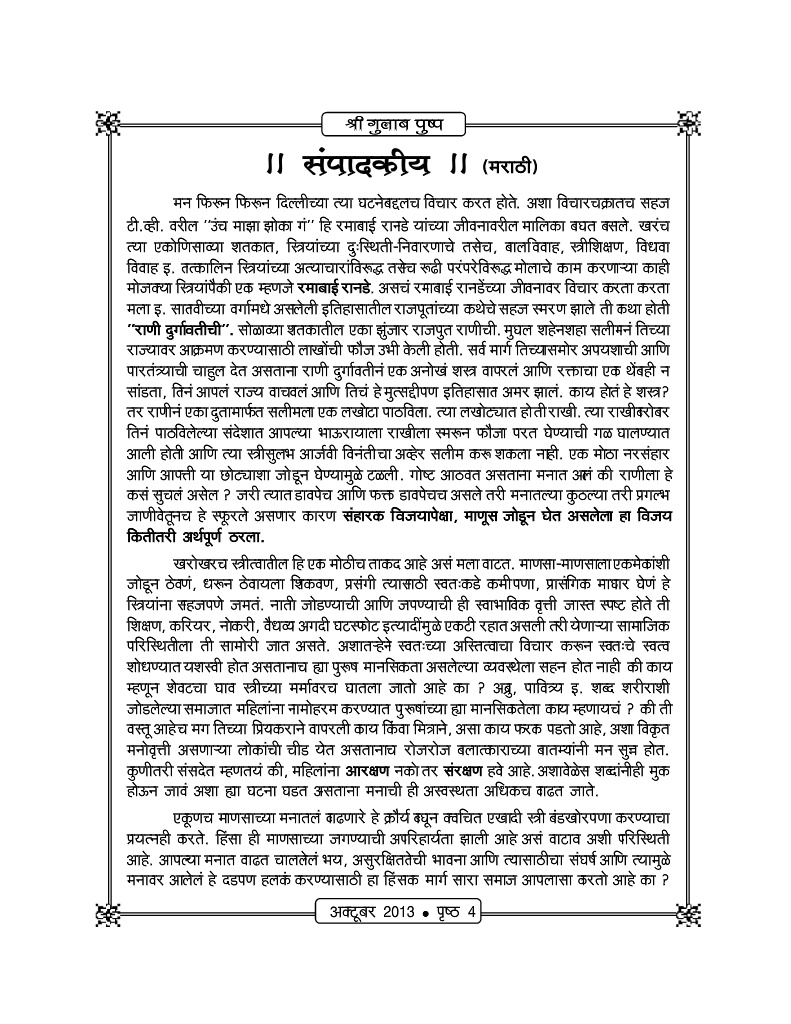 श्री गुलाब पुष्प
।। संपादकीय ।। (मराठी)
मन फिरून फिरून दिल्लीच्या त्या घटनेबद्दलच विचार करत होते. अशा विचारचक्रातच सहज
टी.व्ही. वरील ''उंच माझा झोका गं'' हि रमाबाई रानडे यांच्या जीवनावरील मालिका बघत बसले. खरंच
त्या एकोणिसाव्या शतकात, स्त्रियांच्या दुःस्थिती-निवारणाचे तसेच, बालविवाह, स्त्रीशिक्षण, विधवा
विवाह इ. तत्कालिन स्त्रियांच्या अत्याचारांविरूद्ध तसेच रूढी परंपरेविरूद्ध मोलाचे काम करणाऱ्या काही
मोजक्या स्त्रियांपैकी एक म्हणजे रमाबाई रानडे. असचं रमाबाई रानडेंच्या जीवनावर विचार करता करता
मला इ. सातवीच्या वर्गामधे असलेली इतिहासातील राजपूतांच्या कथेचे सहज स्मरण झाले ती कथा होती
''राणी दुर्गावतीची''. सोळाव्या शतकातील एका झुंजार राजपुत राणीची. मुघल शहेनशहा सलीमनं तिच्या
राज्यावर आक्रमण करण्यासाठी लाखोंची फौज उभी केली होती. सर्व मार्ग तिच्यासमोर अपयशाची आणि
पारतंत्र्याची चाहुल देत असताना राणी दुर्गावतीनं एक अनोखं शस्त्र वापरलं आणि रक्ताचा एक थेंबही न
सांडता, तिनं आपलं राज्य वाचवलं आणि तिचं हे मुत्सद्दीपण इतिहासात अमर झालं. काय होतं हे शस्त्र?
तर राणीनं एका दुतामार्फत सलीमला एक लखोटा पाठविला. त्या लखोट्यात होती राखी. त्या राखीबरोबर
तिनं पाठविलेल्या संदेशात आपल्या भाऊरायाला राखीला स्मरून फौजा परत घेण्याची गळ घालण्यात
आली होती आणि त्या स्त्रीसुलभ आर्जवी विनंतीचा अव्हेर सलीम करू शकला नाही. एक मोठा नरसंहार
आणि आपत्ती या छोट्याशा जोडून घेण्यामुळे टळली. गोष्ट आठवत असताना मनात आलं की राणीला हे
कसं सुचलं असेल ? जरी त्यात डावपेच आणि फक्त डावपेचच असले तरी मनातल्या कुठल्या तरी प्रगल्भ
जाणीवेतूनच हे स्फूरले असणार कारण संहारक विजयापेक्षा, माणूस जोडून घेत असलेला हा विजय
कितीतरी अर्थपूर्ण ठरला.
खरोखरच स्त्रीत्वातील हि एक मोठीच ताकद आहे असं मला वाटत. माणसा-माणसाला एकमेकांशी
जोडून ठेवणं, धरून ठेवायला शिकवण, प्रसंगी त्यासाठी स्वतःकडे कमीपणा, प्रासंगिक माघार घेणं हे
स्त्रियांना सहजपणे जमतं. नाती जोडण्याची आणि जपण्याची ही स्वाभाविक वृत्ती जास्त स्पष्ट होते ती
शिक्षण, करियर, नोकरी, वैधव्य अगदी घटस्फोट इत्यादींमुळे एकटी रहात असली तरी येणाऱ्या सामाजिक
परिस्थितीला ती सामोरी जात असते. अशातऱ्हेने स्वतःच्या अस्तित्वाचा विचार करून स्वतःचे स्वत्व
शोधण्यात यशस्वी होत असतानाच ह्या पुरूष मानसिकता असलेल्या व्यवस्थेला सहन होत नाही की काय
म्हणून शेवटचा घाव स्त्रीच्या मर्मावरच घातला जातो आहे का ? अब्रु, पावित्र्य इ. शब्द शरीराशी
जोडलेल्या समाजात महिलांना नामोहरम करण्यात पुरूषांच्या ह्या मानसिकतेला काय म्हणायचं ? की ती
वस्तू आहेच मग तिच्या प्रियकराने वापरली काय किंवा मित्राने, असा काय फरक पडतो आहे, अशा विकृत
मनोवृत्ती असणाऱ्या लोकांची चीड येत असतानाच रोजरोज बलात्काराच्या बातम्यांनी मन सुन्न होत.
कुणीतरी संसदेत म्हणतयं की, महिलांना आरक्षण नको तर संरक्षण हवे आहे. अशावेळेस शब्दांनीही मुक
होऊन जावं अशा ह्या घटना घडत असताना मनाची ही अस्वस्थता अधिकच वाढत जाते.
एकूणच माणसाच्या मनातलं वाढणारे हे क्रौर्य बघून क्वचित एखादी स्त्री बंडखोरपणा करण्याचा
प्रयत्नही करते. हिंसा ही माणसाच्या जगण्याची अपरिहार्यता झाली आहे असं वाटाव अशी परिस्थिती
आहे. आपल्या मनात वाढत चाललेलं भय, असुरक्षिततेची भावना आणि त्यासाठीचा संघर्ष आणि त्यामुळे
मनावर आलेलं हे दडपण हलकं करण्यासाठी हा हिंसक मार्ग सारा समाज आपलासा करतो आहे का ?
अक्टूबर 2013 ● पृष्ठ 4